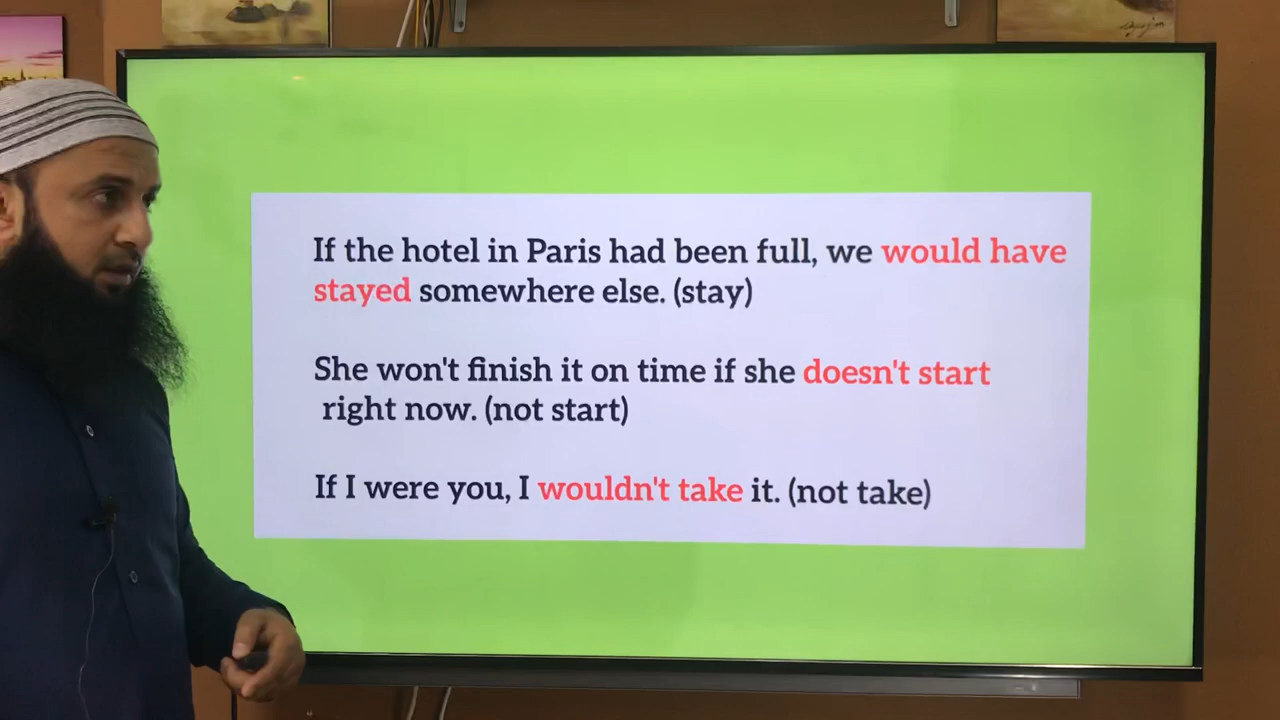 If the hotel in Paris had been full, we would have
stayed somewhere else. (stay)
She won't finish it on time if she doesn't start
right now. (not start)
If I were you, I wouldn't take it. (not take)